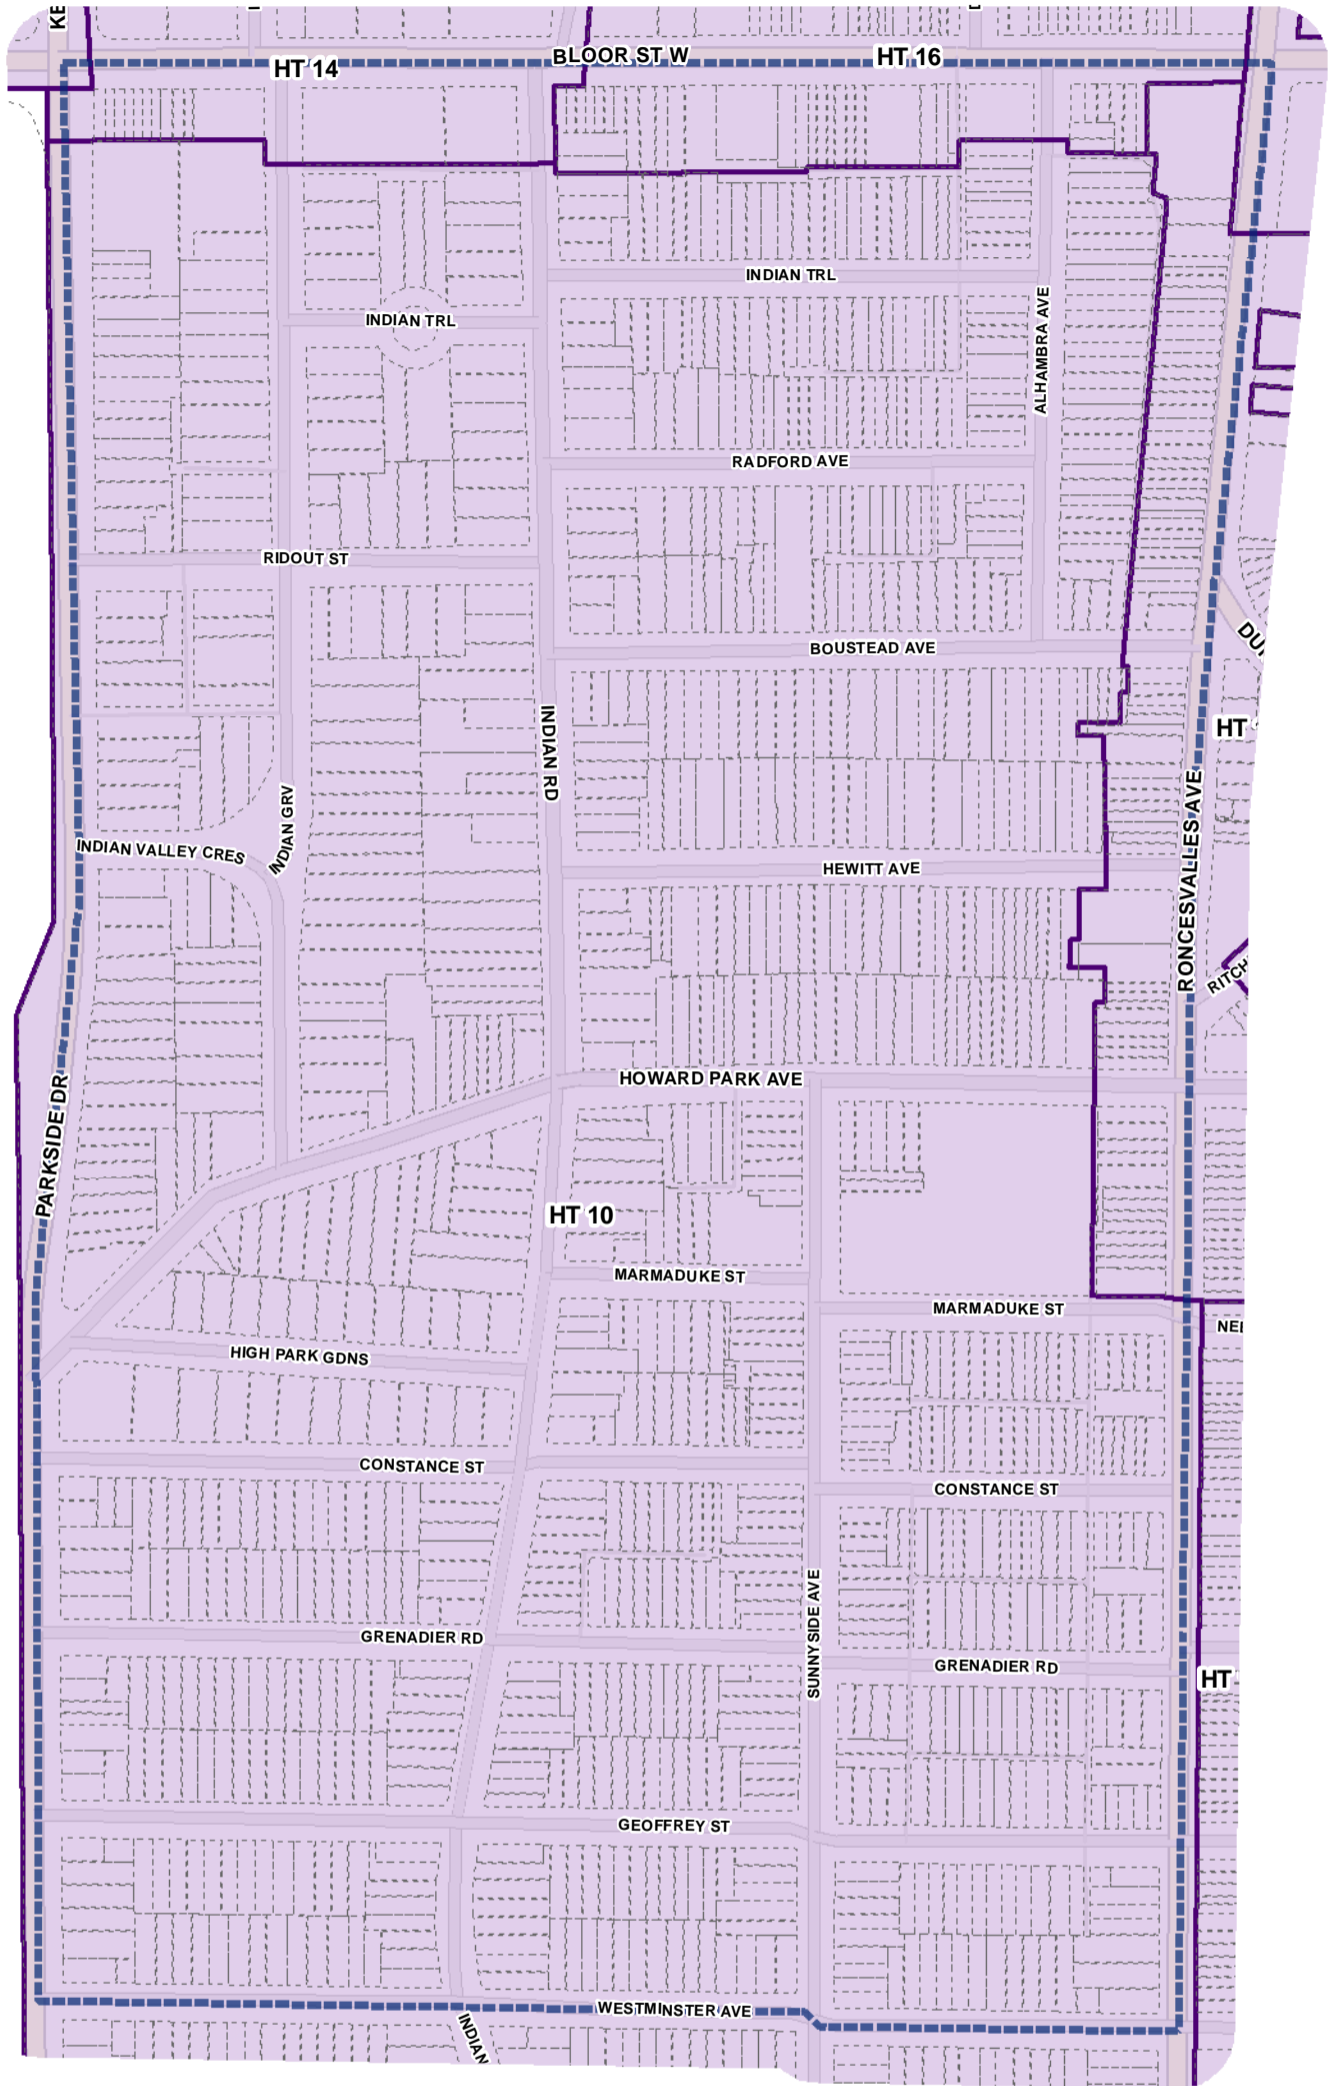 KE
BLOOR ST W
HT 14
HT 16
INDIAN TRL
INDIAN TRL
ALHAMBRA AVE
RADFORD AVE
RIDOUT ST
BOUSTEAD AVE
HT
INDIAN RD
INDIAN GRV
INDIAN VALLEY CRES
HEWITT AVE
RONCESVALLES AVE
RITCH
HOWARD PARK AVE
PARKSIDE DR
HT 10
MARMADUKE ST
MARMADUKE ST
HIGH PARK GDNS
CONSTANCE ST
CONSTANCE ST
SUNNYSIDE AVE
GRENADIER RD
GRENADIER RD
HT
GEOFFREY ST
WESTMINSTER AVE
INDIAN